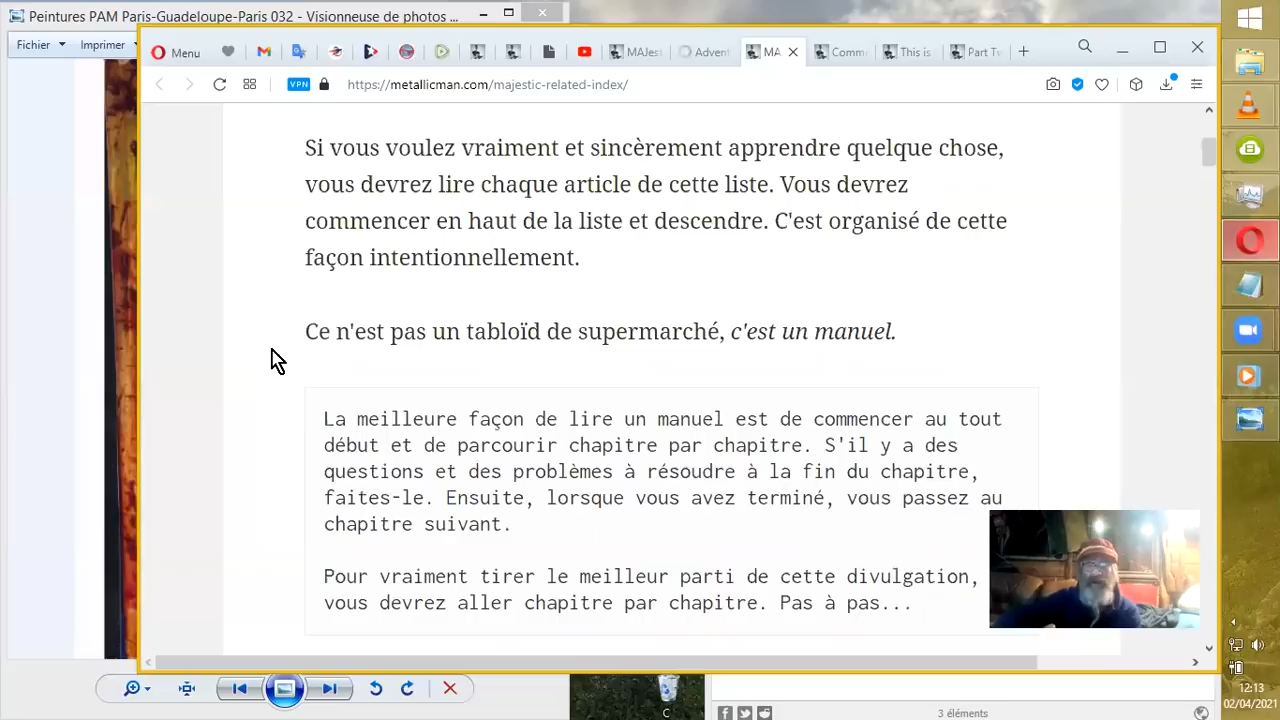 Peintures PAM Paris-Guadeloupe-Paris 032 - Visionneuse de photos ...
Fichier Imprimer
Menu
MAJest
Advent
MA
Comm
This is
Part Tv
VPN
https://metallicman.com/majestic-related-index/
Si vous voulez vraiment et sincèrement apprendre quelque chose,
vous devrez lire chaque article de cette liste. Vous devrez
commencer en haut de la liste et descendre. C'est organisé de cette
façon intentionnellement.
Ce n'est pas un tabloïd de supermarché, c'est un manuel.
La meilleure façon de lire un manuel est de commencer au tout
début et de parcourir chapitre par chapitre. S'il y a des
questions et des problèmes à résoudre à la fin du chapitre,
faites-le. Ensuite, lorsque vous avez terminé, vous passez au
chapitre suivant.
Pour vraiment tirer le meilleur parti de cette divulgation,
vous devrez aller chapitre par chapitre. Pas à pas...
C
3 éléments
12:13
02/04/2021